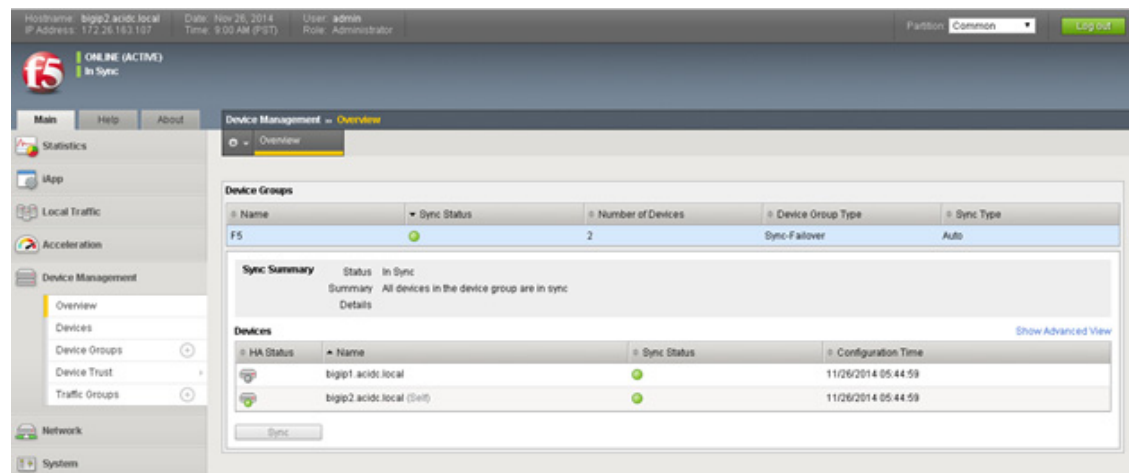 Hostname: bigip2.acidc.local Date: Nov 26, 2014 User: admin
IP Address: 172.26.163.107 Time: 9:00 AM (PST) Role: Administrator
Partition: Common Log out
f5
ONLINE (ACTIVE)
In Sync
Main Help About
Statistics
iApp
Local Traffic
Acceleration
Device Management
Overview
Devices
Device Groups
Device Trust
Traffic Groups
Network
System
Device Management » Overview
Overview
Device Groups
Name Sync Status Number of Devices Device Group Type Sync Type
F5 2 Sync-Failover Auto
Sync Summary Status In Sync
Summary All devices in the device group are in sync
Details
Devices Show Advanced View
HA Status Name Sync Status Configuration Time
bigip1.acidc.local 11/26/2014 05:44:59
bigip2.acidc.local (Self) 11/26/2014 05:44:59
Sync